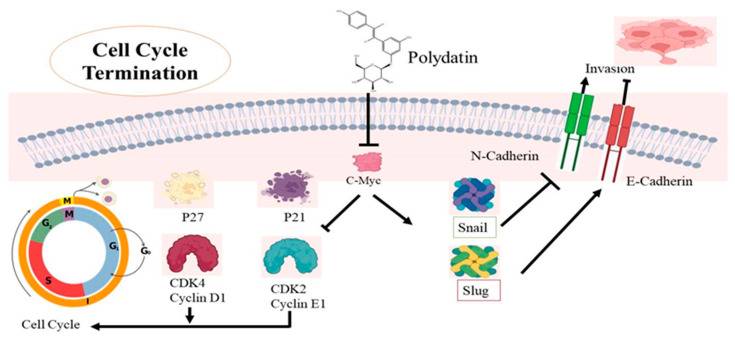 Cell Cycle
Termination
Polydatin
Invasion
N-Cadherin
E-Cadherin
C-Myc
P27
P21
Snail
Slug
CDK4
Cyclin D1
CDK2
Cyclin E1
M
M
G₂
G₁
G₀
S
I
Cell Cycle